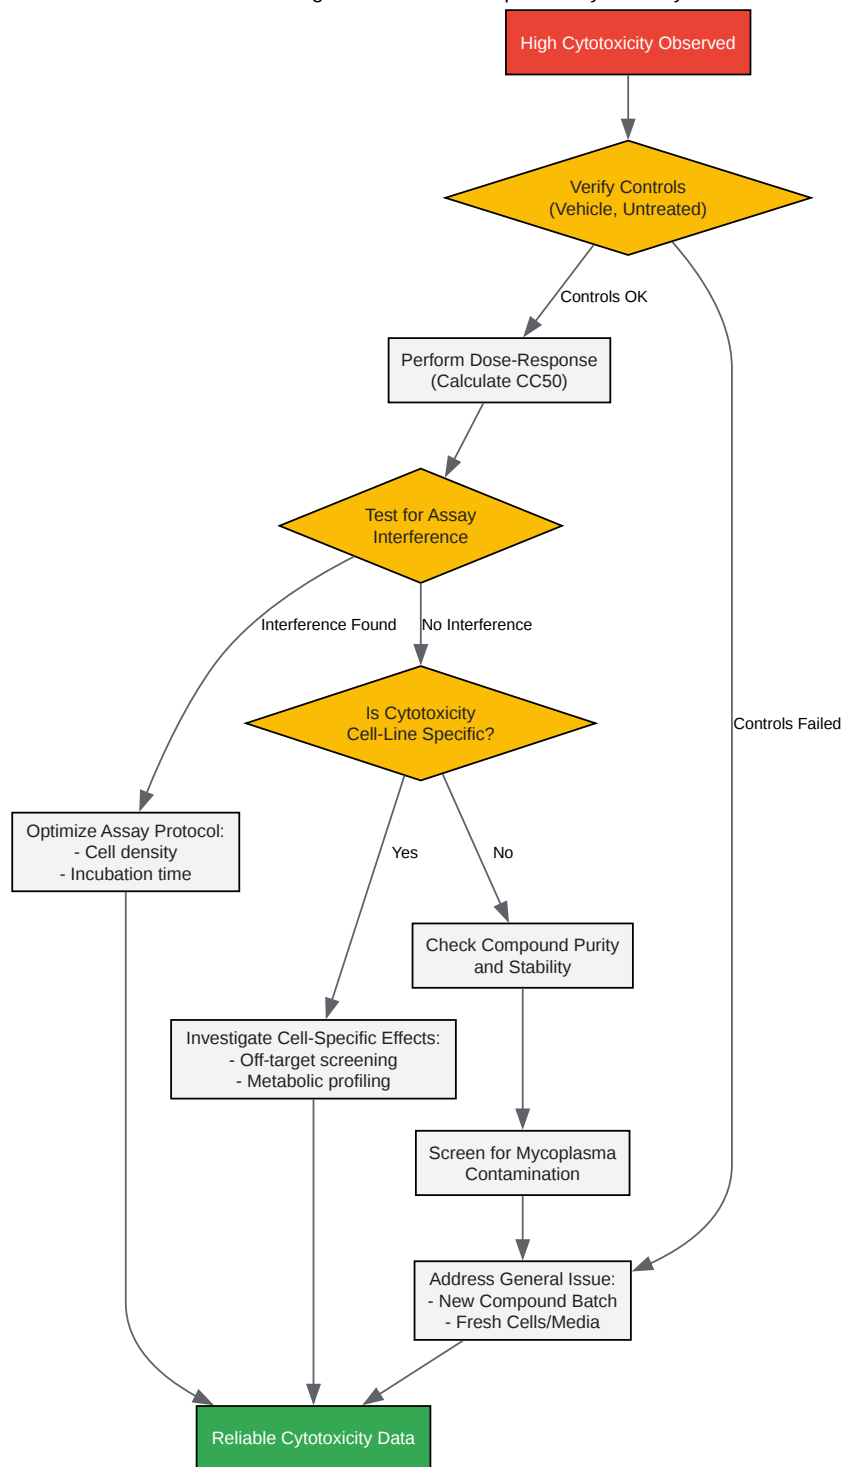 High Cytotoxicity Observed
Verify Controls
(Vehicle, Untreated)
Controls OK
Perform Dose-Response
(Calculate CC50)
Test for Assay
Interference
Interference Found
No Interference
Is Cytotoxicity
Cell-Line Specific?
Controls Failed
Optimize Assay Protocol:
- Cell density
- Incubation time
Yes
No
Check Compound Purity
and Stability
Investigate Cell-Specific Effects:
- Off-target screening
- Metabolic profiling
Screen for Mycoplasma
Contamination
Address General Issue:
- New Compound Batch
- Fresh Cells/Media
Reliable Cytotoxicity Data